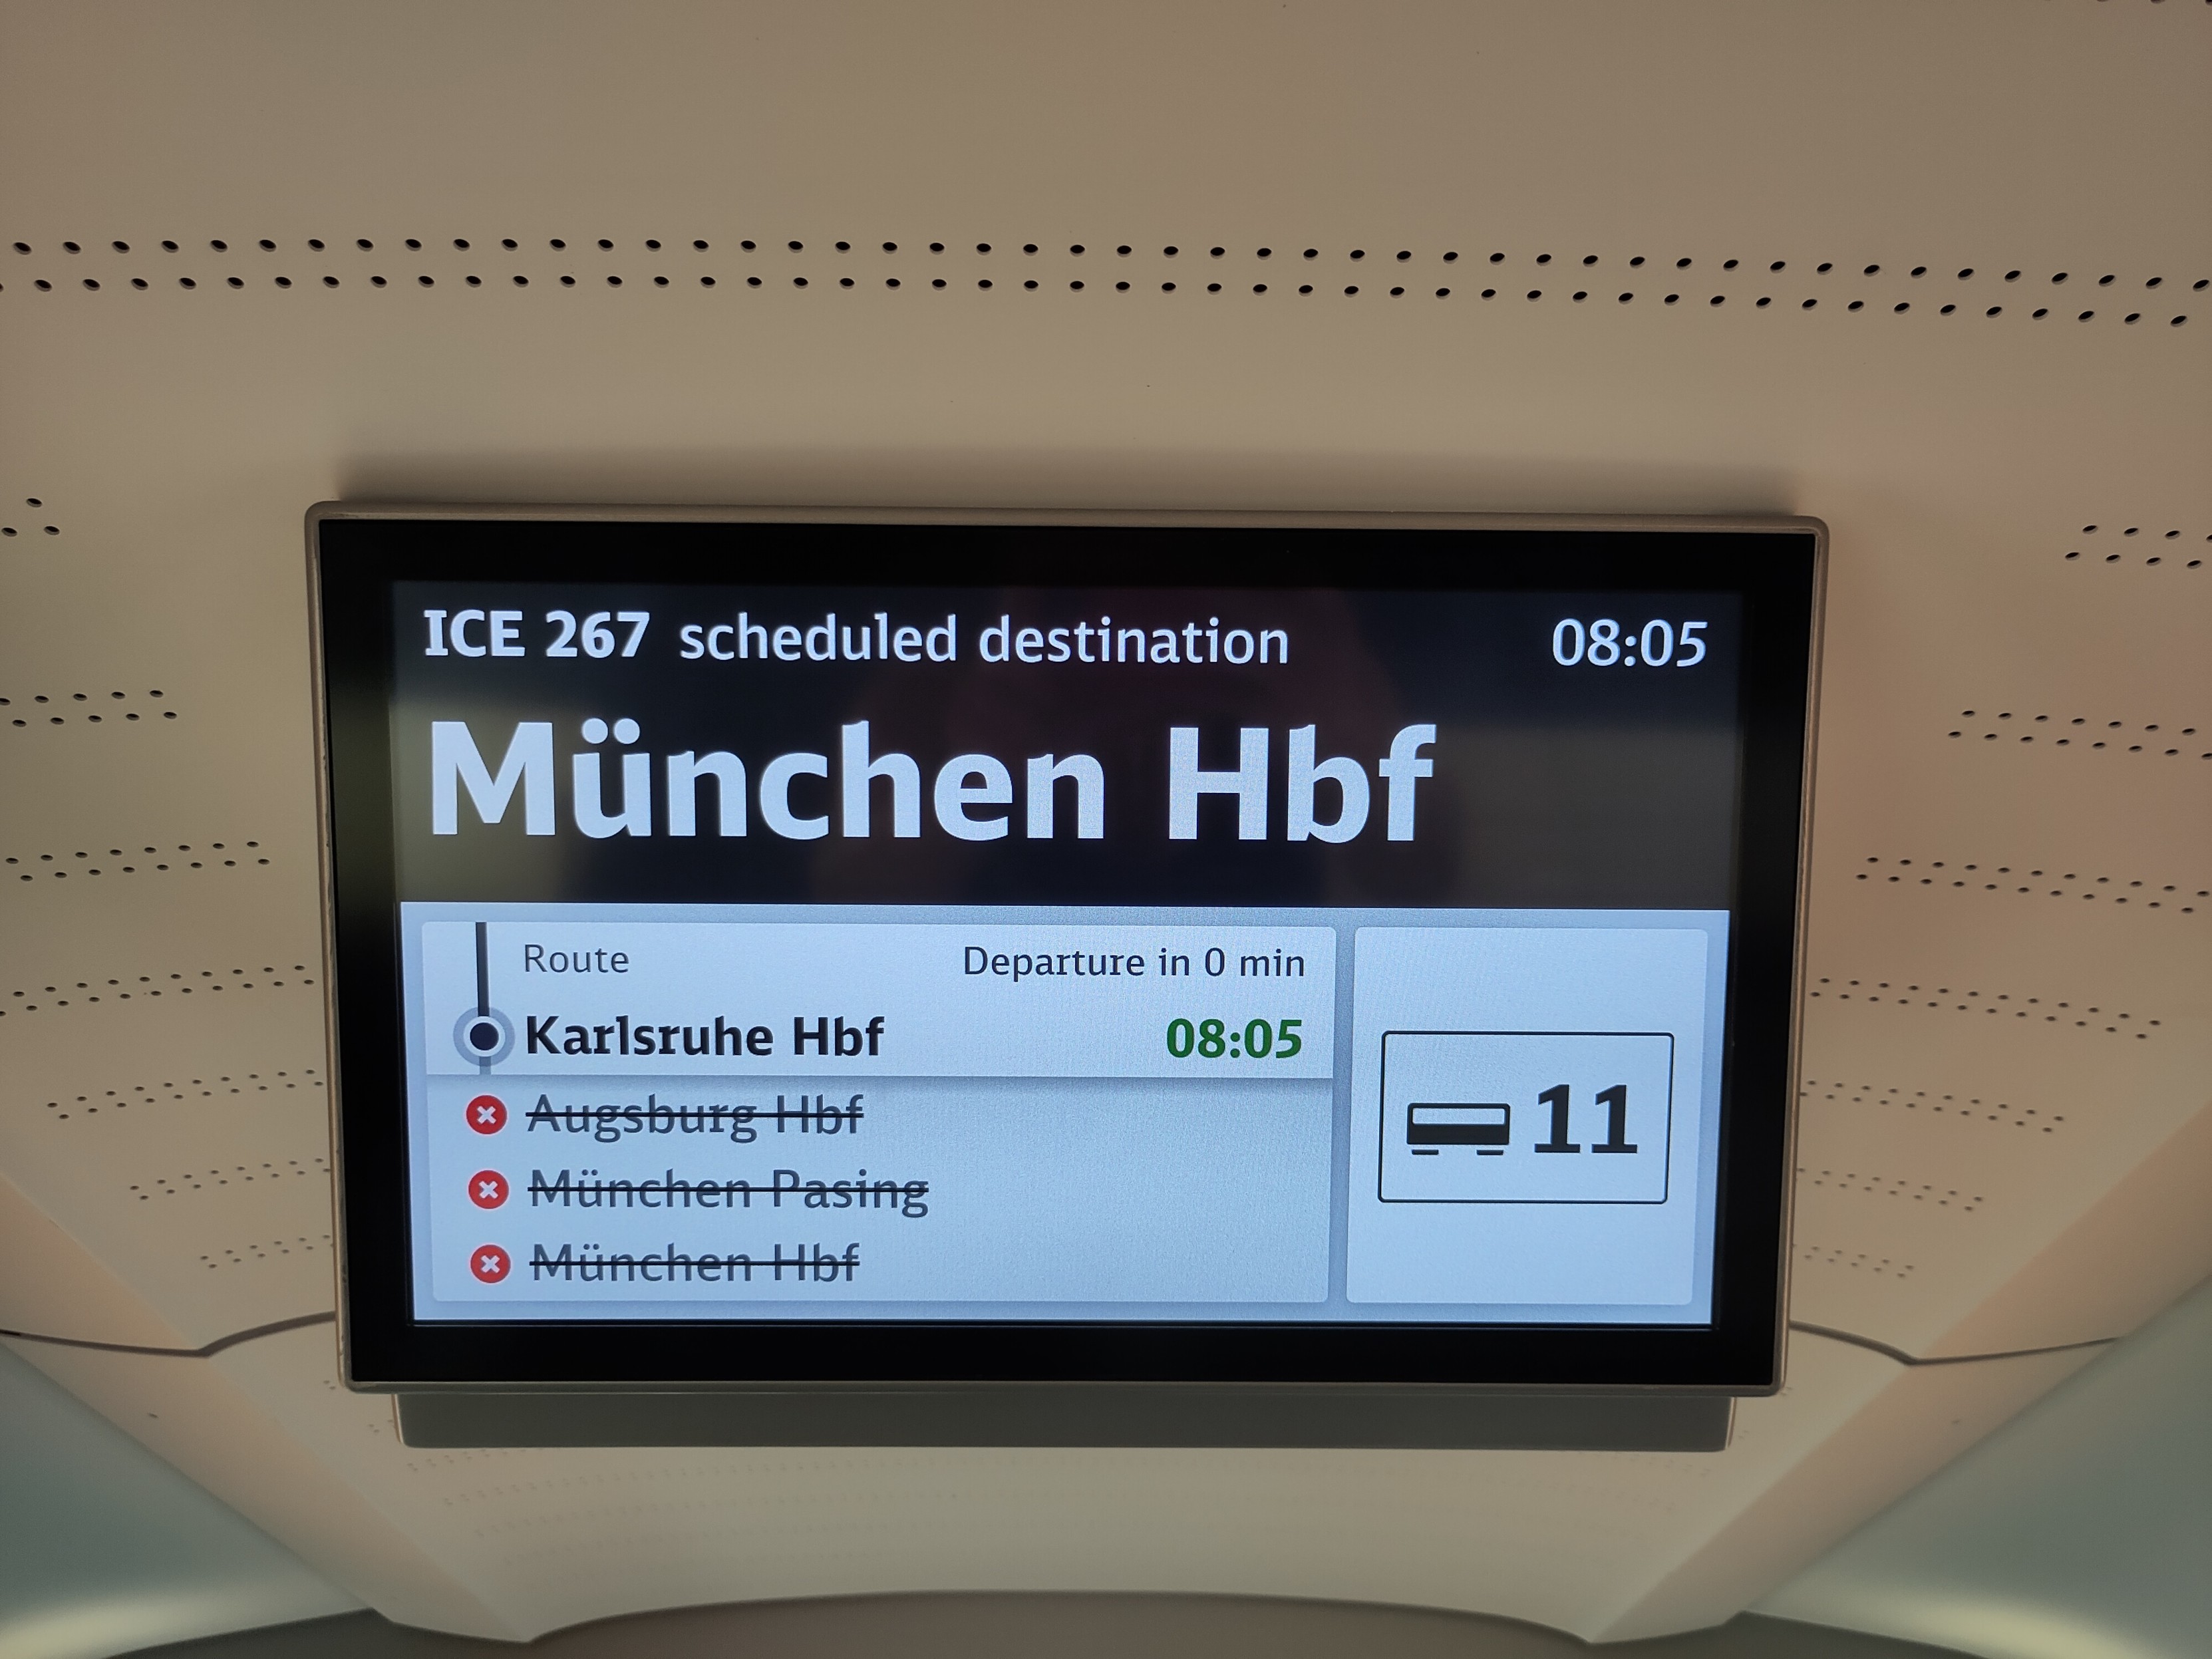 ICE 267 scheduled destination 08:05
München Hbf
Route Departure in 0 min
Karlsruhe Hbf 08:05
Augsburg Hbf
München Pasing
München Hbf
11